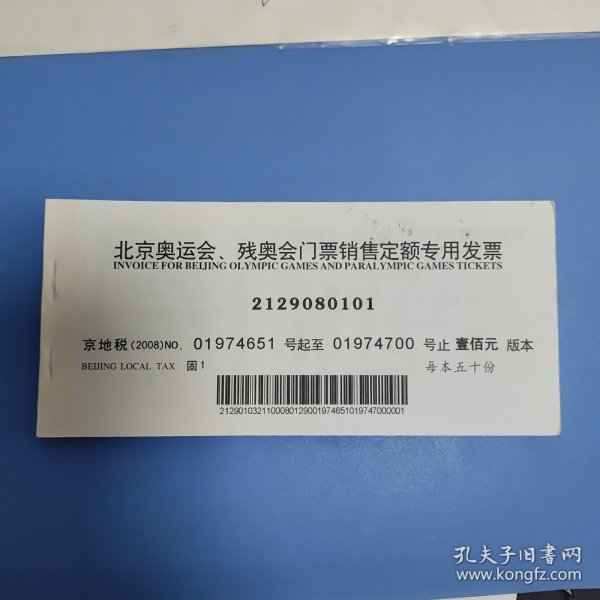 北京奥运会、残奥会门票销售定额专用发票
INVOICE FOR BEIJING OLYMPIC GAMES AND PARALYMPIC GAMES TICKETS
2129080101
京地税(2008)NO. 01974651 号起至 01974700 号止 壹佰元 版本
BEIJING LOCAL TAX 固1 每本五十份
212901032110008012900197465101974700001
孔夫子旧书网
www.kongfz.com